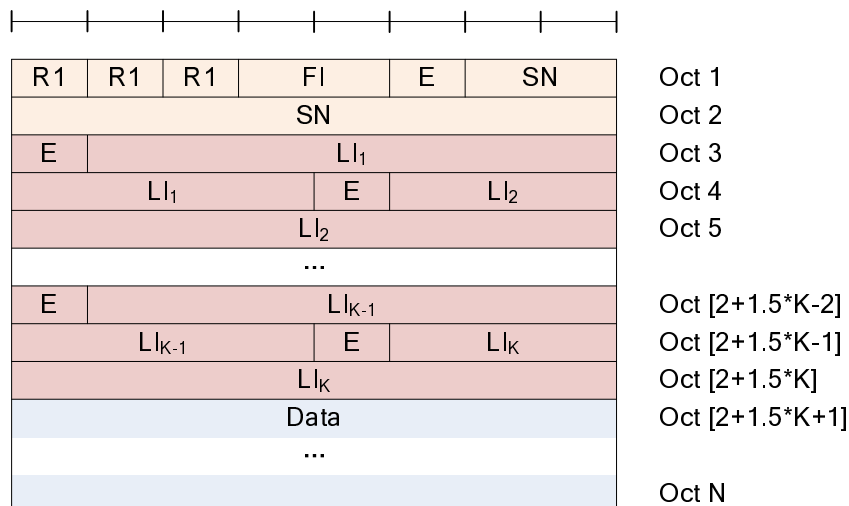 R1 R1 R1 FI E SN Oct 1
SN Oct 2
E LI1 Oct 3
LI1 E LI2 Oct 4
LI2 Oct 5
...
E LIK-1 Oct [2+1.5*K-2]
LIK-1 E LIK Oct [2+1.5*K-1]
LIK Oct [2+1.5*K]
Data Oct [2+1.5*K+1]
...
Oct N